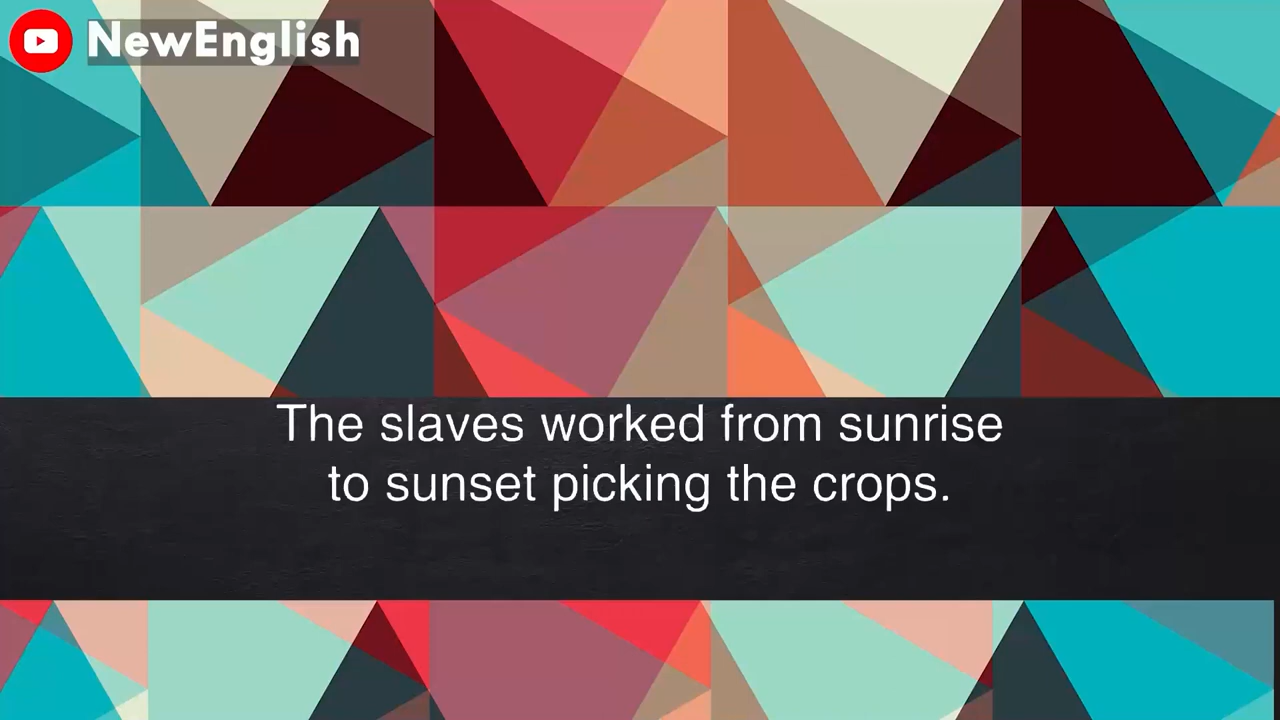 NewEnglish
The slaves worked from sunrise
to sunset picking the crops.